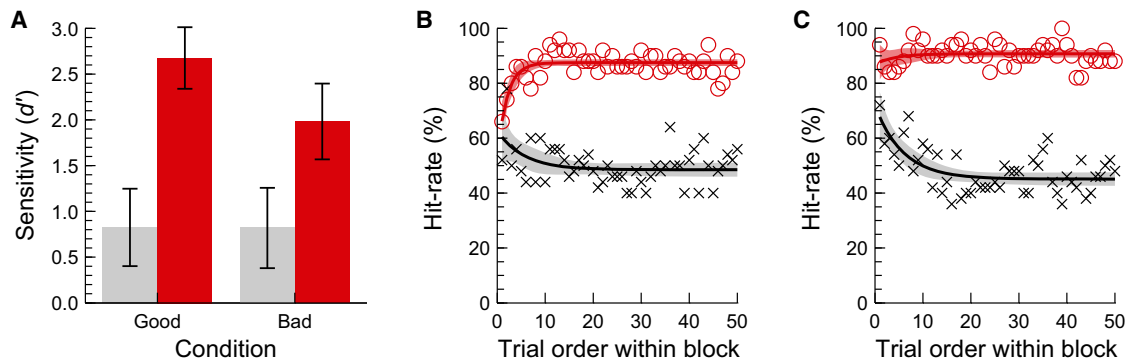 A
3.0
2.5
2.0
1.5
1.0
0.5
0.0
Sensitivity (d′)
Good Bad
Condition
B
100
80
60
40
20
0
Hit-rate (%)
0 10 20 30 40 50
Trial order within block
C
100
80
60
40
20
0
Hit-rate (%)
0 10 20 30 40 50
Trial order within block